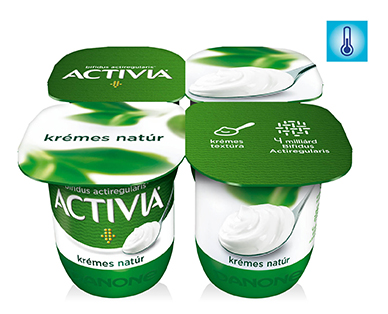 bifidus actiregularis
ACTIVIA
krémes natúr
krémes
textúra
4 milliárd
Bifidus
Actiregularis
bifidus actiregularis
ACTIVIA
krémes natúr
krémes natúr
DANONE
DANONE